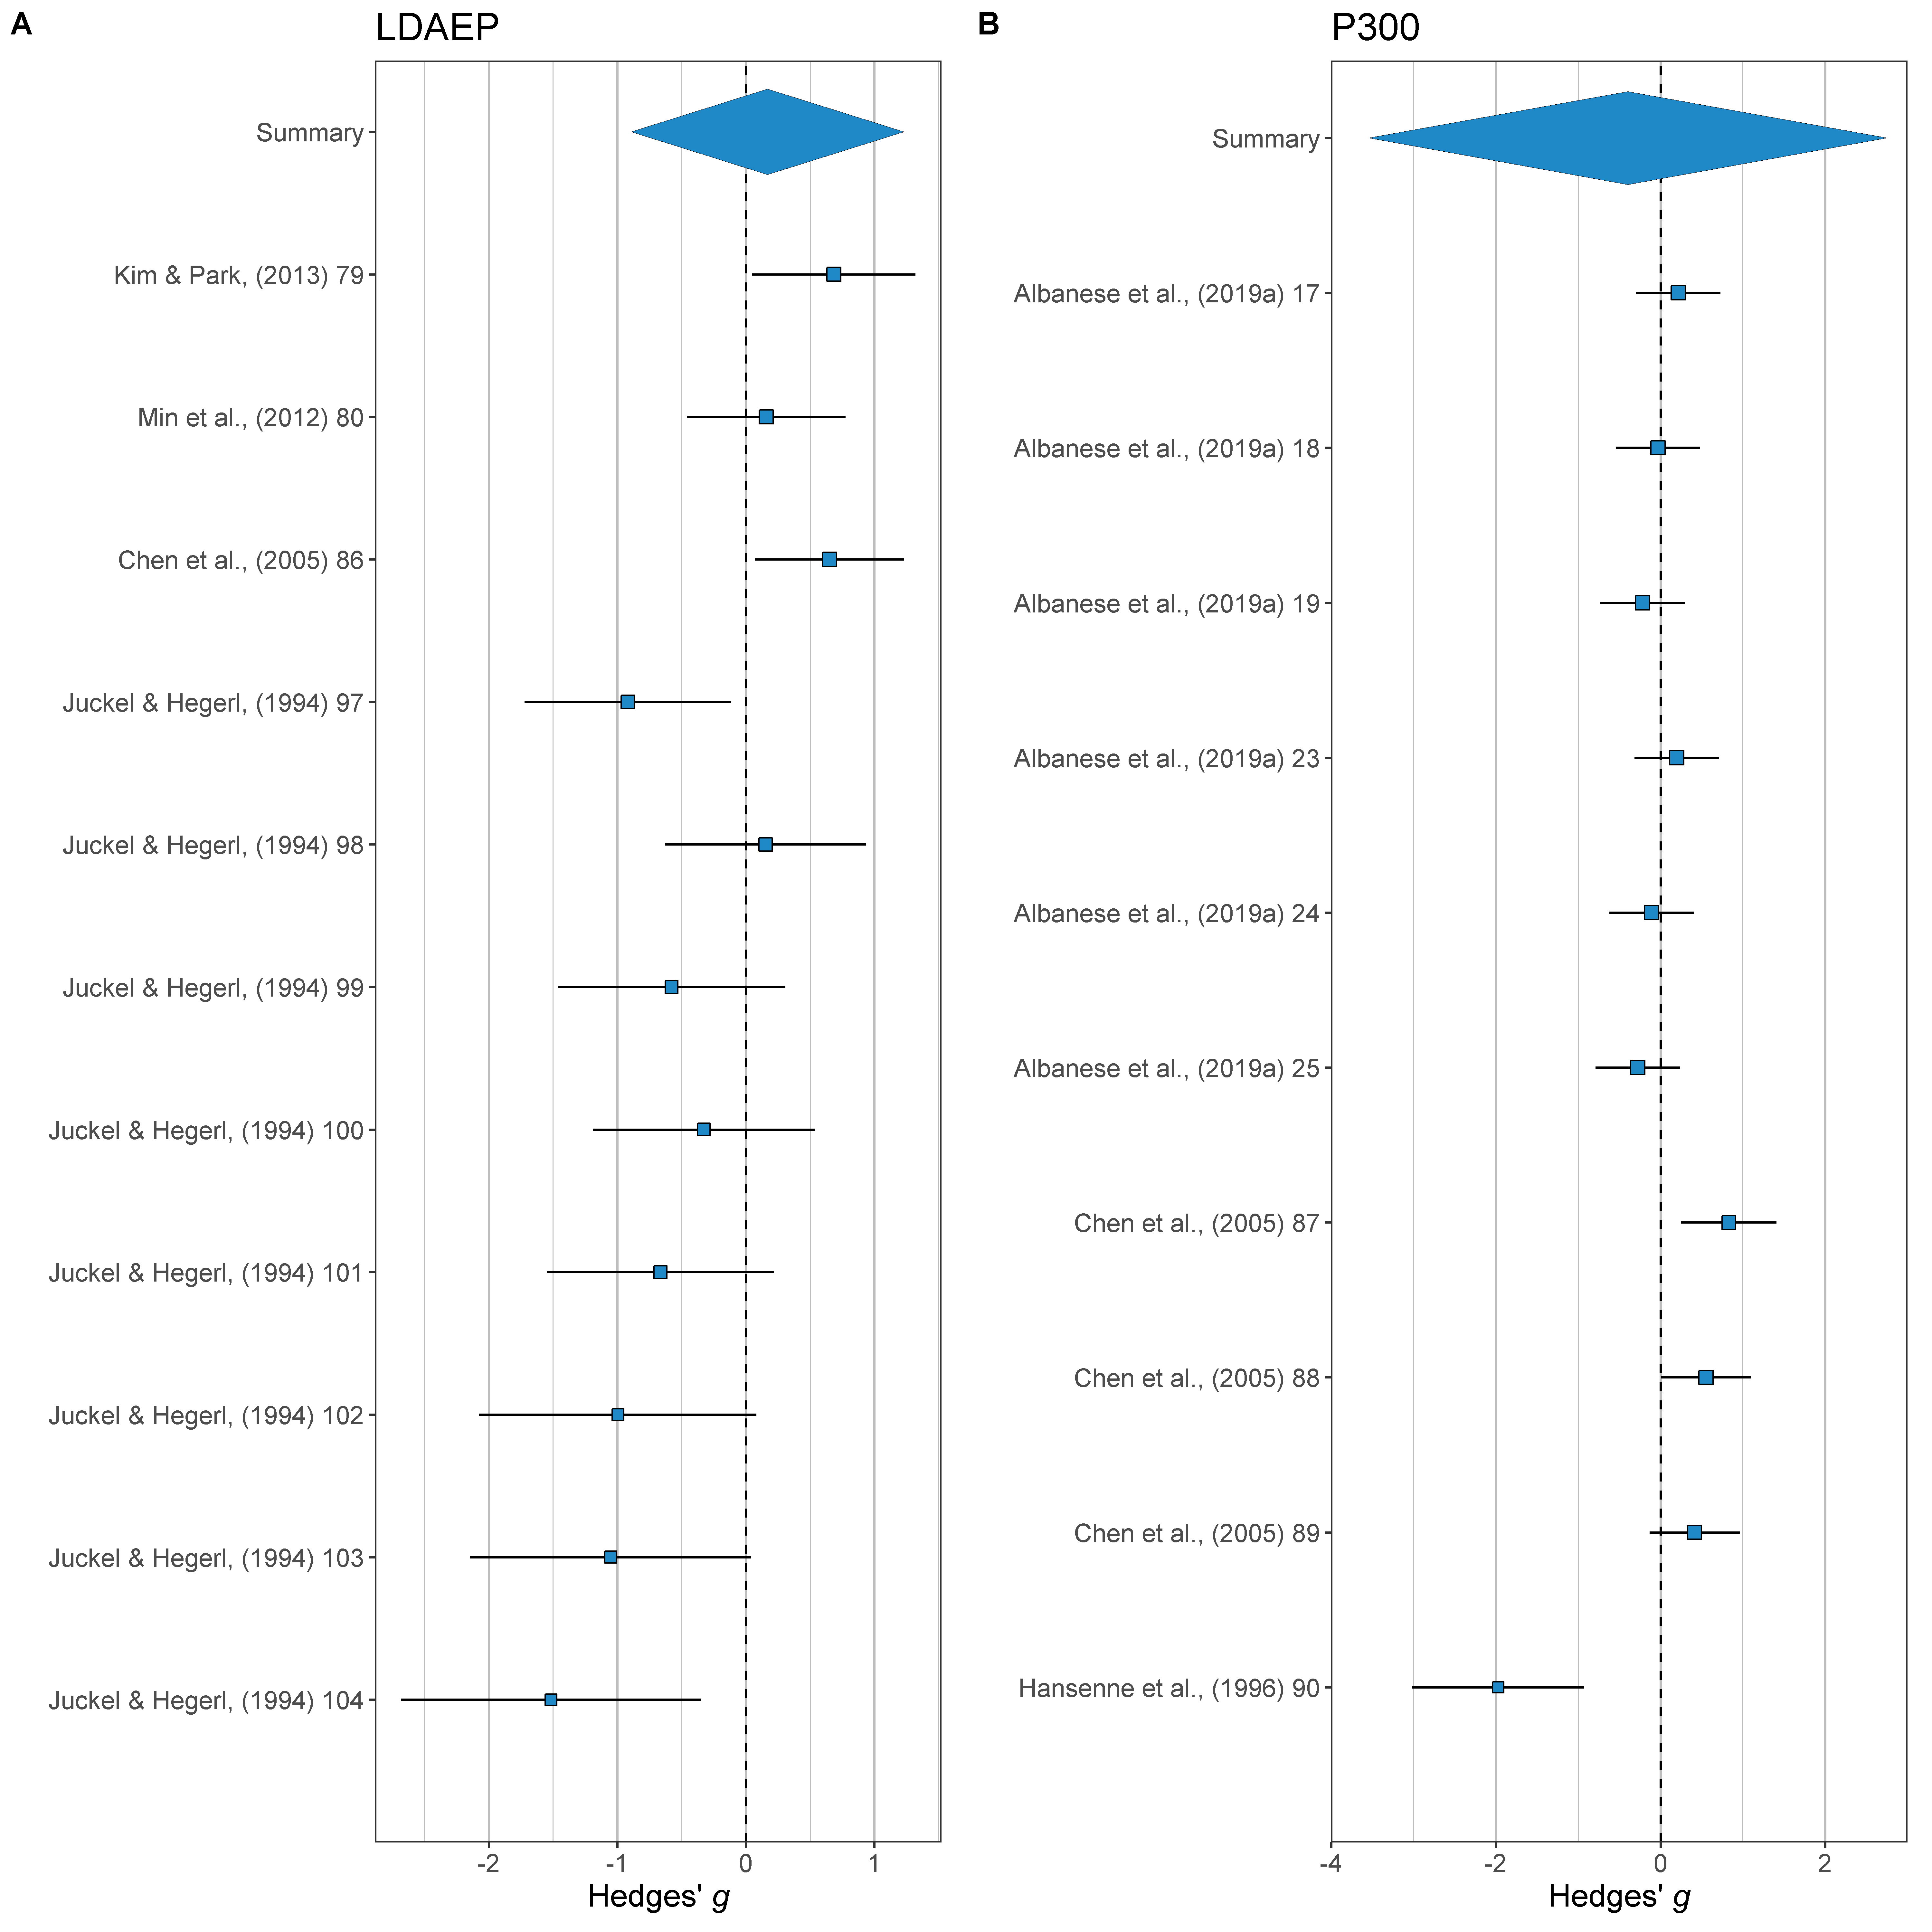 A
LDAEP
Summary
Kim & Park, (2013) 79
Min et al., (2012) 80
Chen et al., (2005) 86
Juckel & Hegerl, (1994) 97
Juckel & Hegerl, (1994) 98
Juckel & Hegerl, (1994) 99
Juckel & Hegerl, (1994) 100
Juckel & Hegerl, (1994) 101
Juckel & Hegerl, (1994) 102
Juckel & Hegerl, (1994) 103
Juckel & Hegerl, (1994) 104
-2 -1 0 1
Hedges' g
B
P300
Summary
Albanese et al., (2019a) 17
Albanese et al., (2019a) 18
Albanese et al., (2019a) 19
Albanese et al., (2019a) 23
Albanese et al., (2019a) 24
Albanese et al., (2019a) 25
Chen et al., (2005) 87
Chen et al., (2005) 88
Chen et al., (2005) 89
Hansenne et al., (1996) 90
-4 -2 0 2
Hedges' g